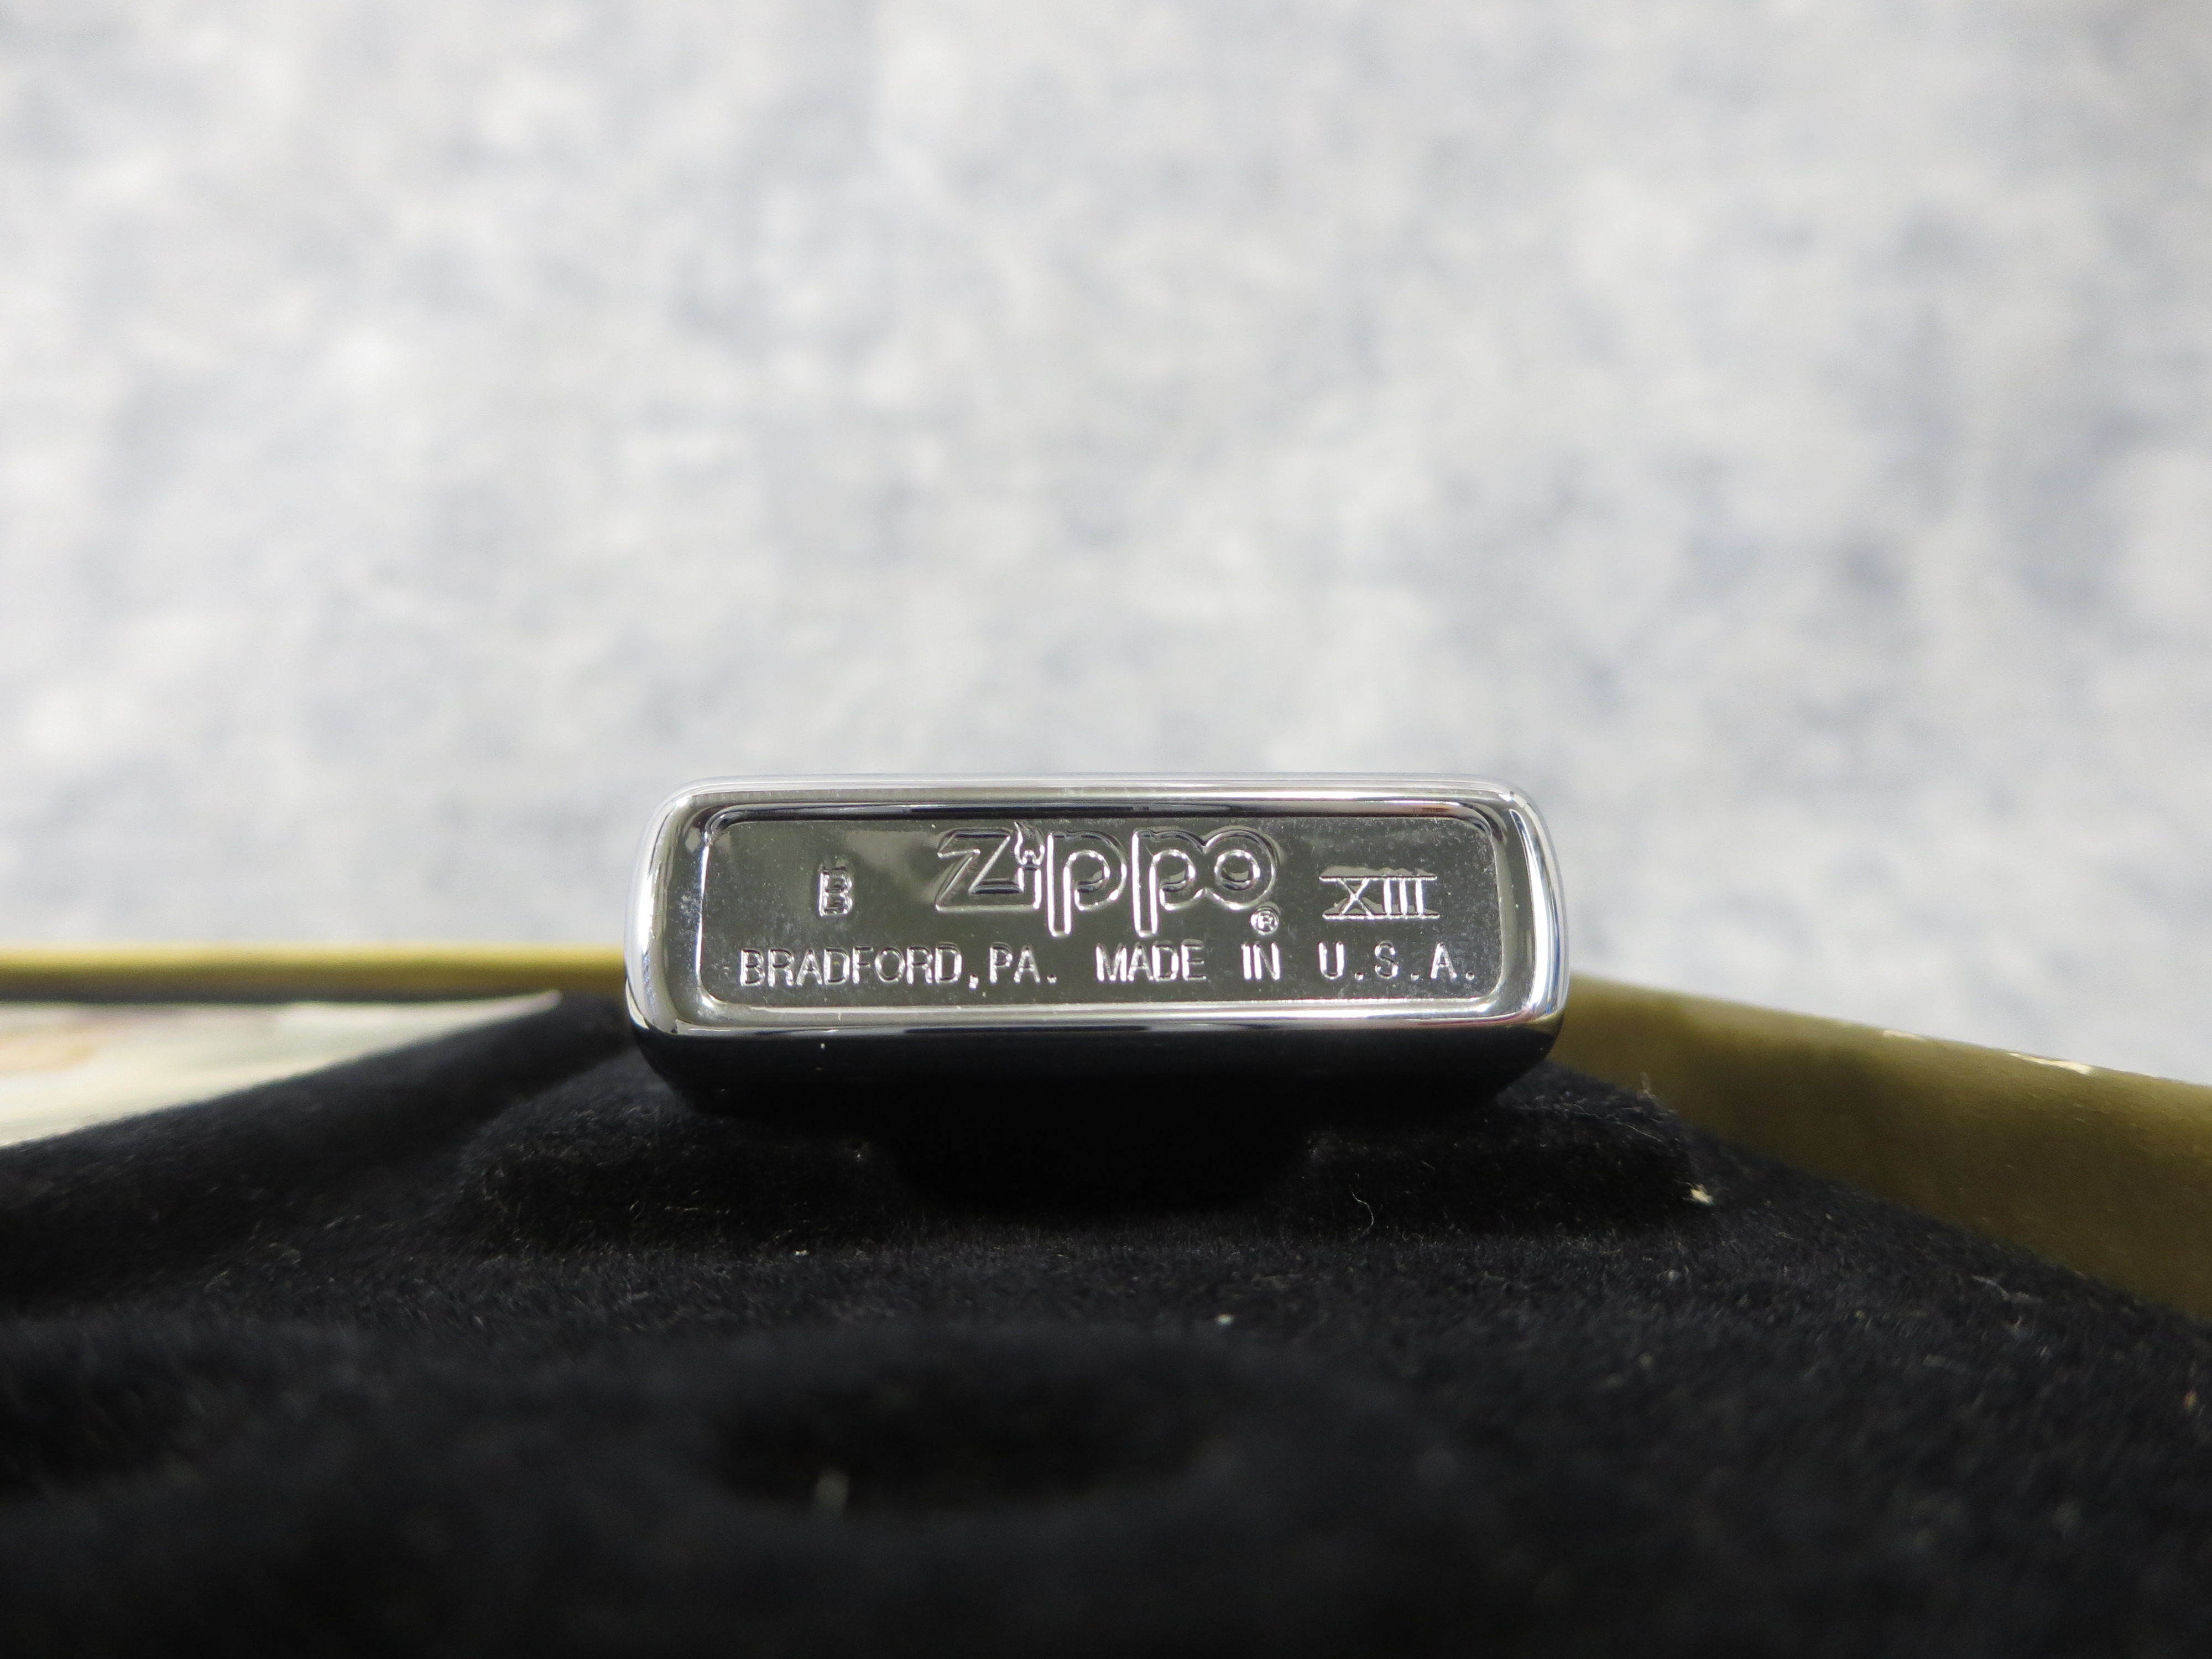 B Zippo® XIII
BRADFORD, PA. MADE IN U.S.A.